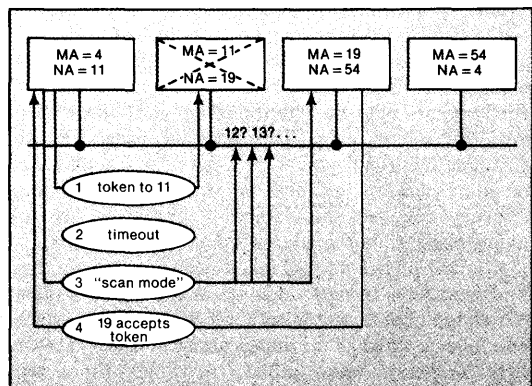 MA = 4
NA = 11
MA = 11
NA = 19
MA = 19
NA = 54
MA = 54
NA = 4
12? 13? . . .
1 token to 11
2 timeout
3 "scan mode"
4 19 accepts
token